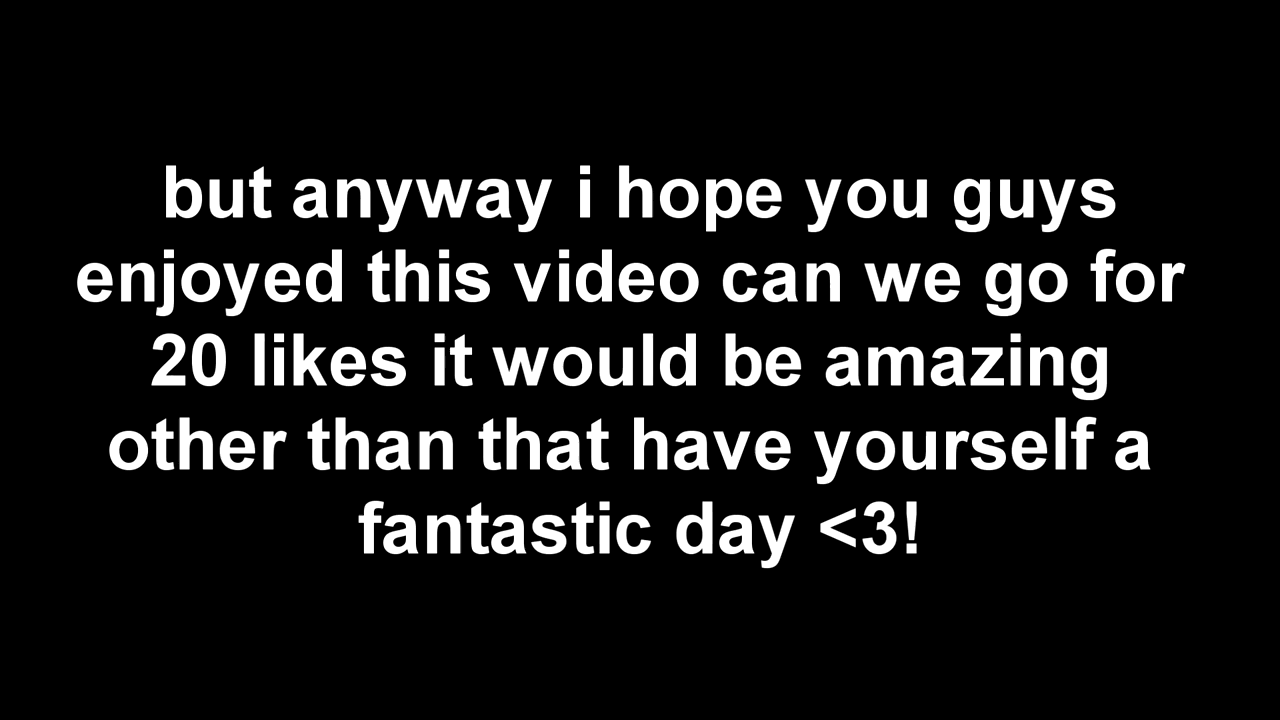 but anyway i hope you guys
enjoyed this video can we go for
20 likes it would be amazing
other than that have yourself a
fantastic day <3!